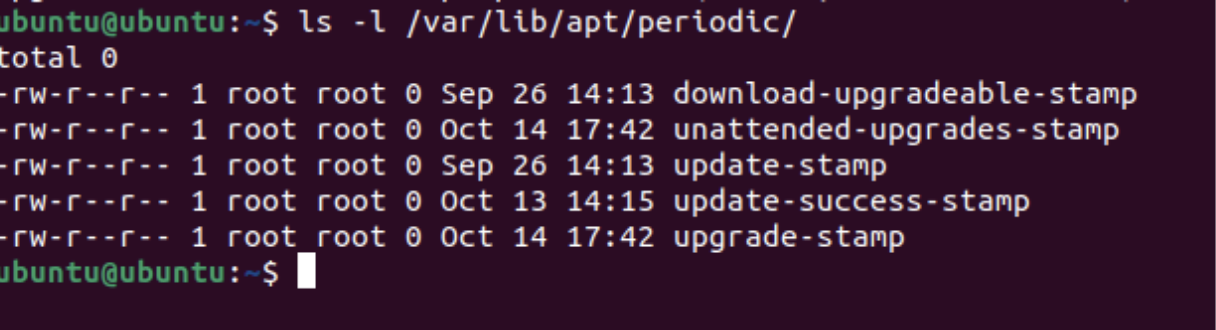 ubuntu@ubuntu:~$ ls -l /var/lib/apt/periodic/
total 0
-rw-r--r-- 1 root root 0 Sep 26 14:13 download-upgradeable-stamp
-rw-r--r-- 1 root root 0 Oct 14 17:42 unattended-upgrades-stamp
-rw-r--r-- 1 root root 0 Sep 26 14:13 update-stamp
-rw-r--r-- 1 root root 0 Oct 13 14:15 update-success-stamp
-rw-r--r-- 1 root root 0 Oct 14 17:42 upgrade-stamp
ubuntu@ubuntu:~$